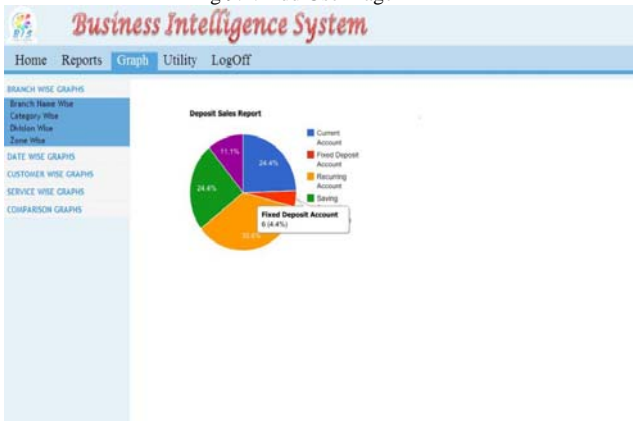 Business Intelligence System
Home Reports Graph Utility LogOff
BRANCH WISE GRAPHS
Branch Name Wise
Category Wise
Division Wise
Zone Wise
DATE WISE GRAPHS
CUSTOMER WISE GRAPHS
SERVICE WISE GRAPHS
COMPARISON GRAPHS
Deposit Sales Report
11.1%
24.4%
24.4%
Current
Account
Fixed Deposit
Account
Recurring
Account
Saving
Fixed Deposit Account
6 (4.4%)